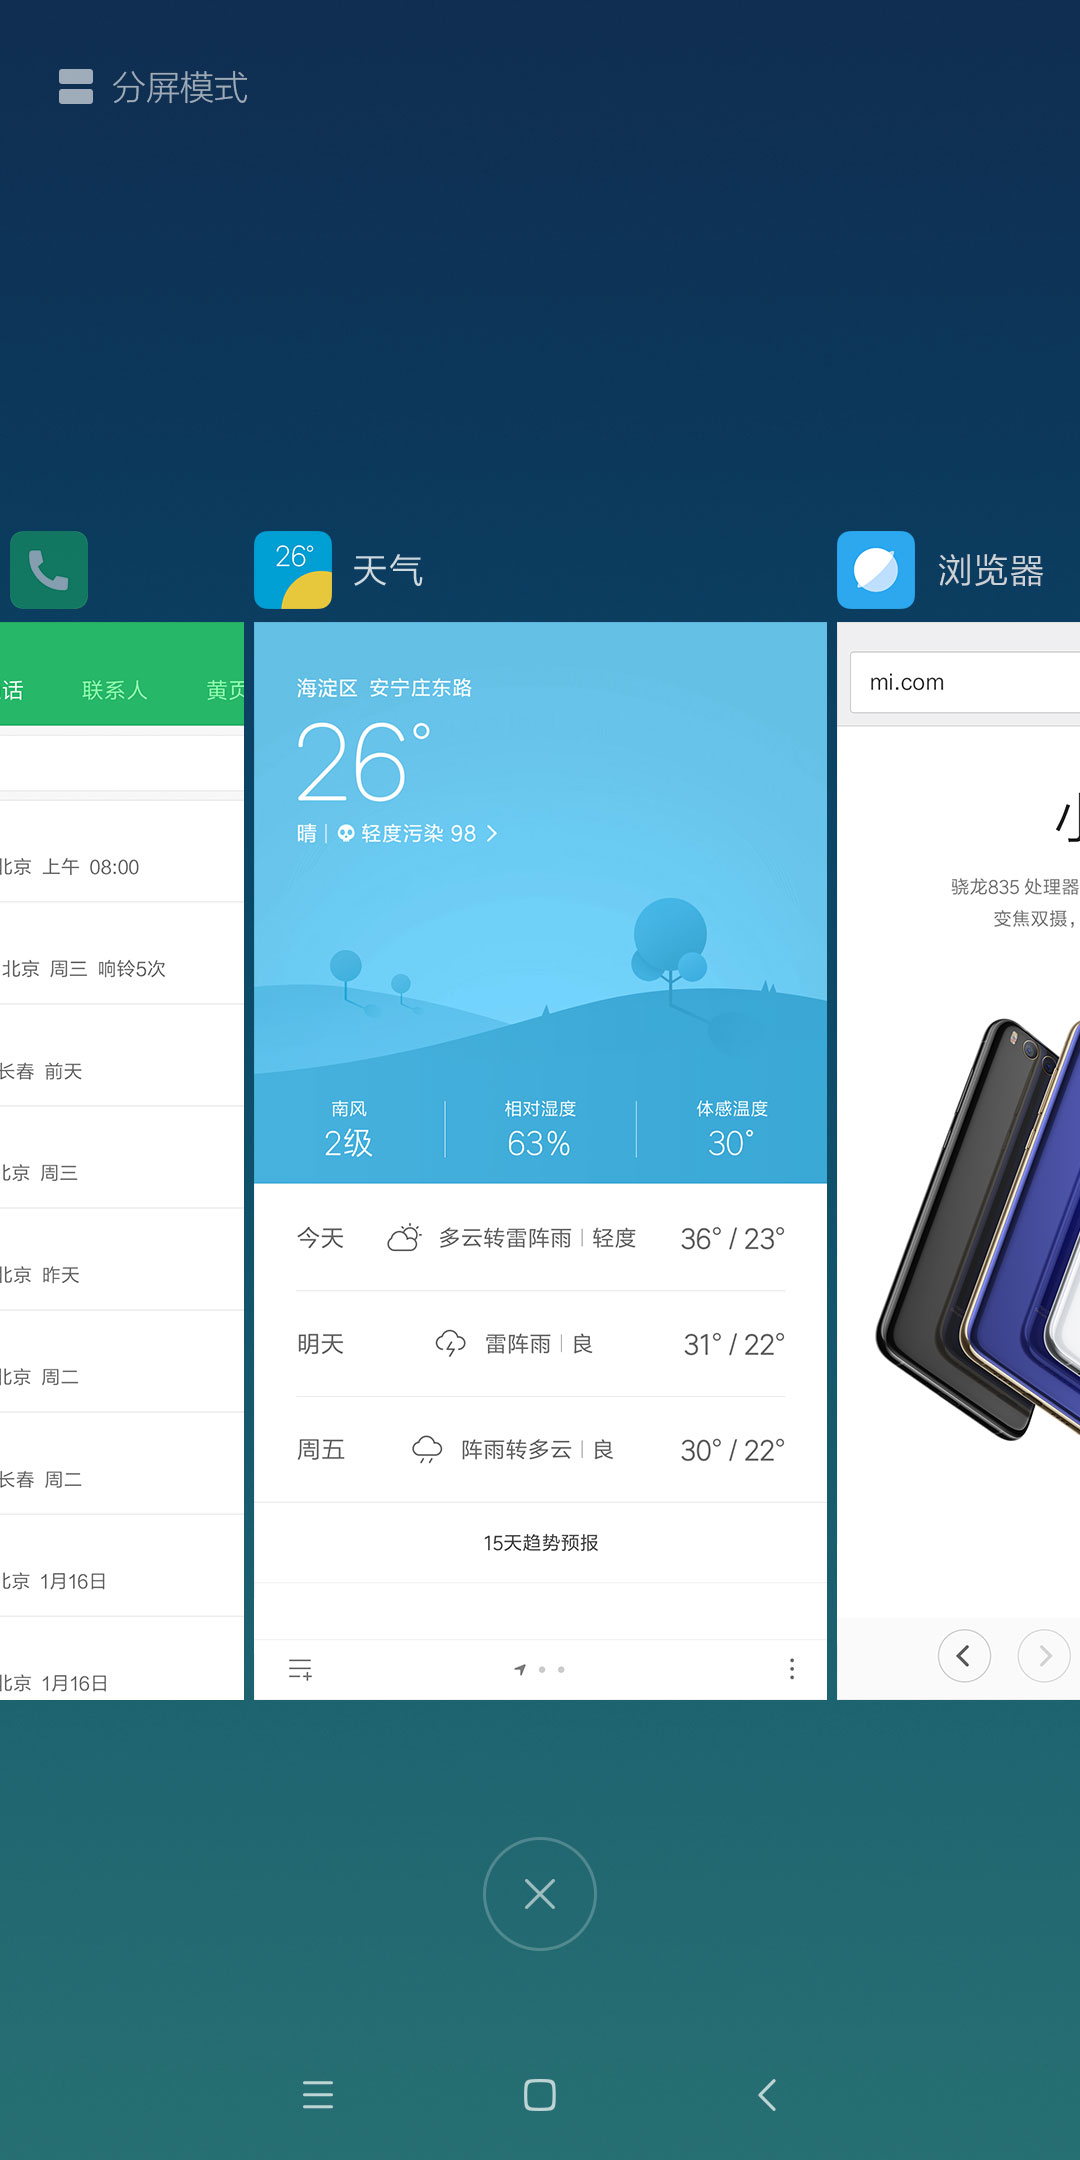 分屏模式
26°
天气
浏览器
话
联系人
黄页
北京 上午 08:00
北京 周三 响铃5次
长春 前天
北京 周三
北京 昨天
北京 周二
长春 周二
北京 1月16日
北京 1月16日
海淀区 安宁庄东路
26°
晴 | 轻度污染 98
南风
2级
相对湿度
63%
体感温度
30°
今天 多云转雷阵雨 | 轻度 36° / 23°
明天 雷阵雨 | 良 31° / 22°
周五 阵雨转多云 | 良 30° / 22°
15天趋势预报
mi.com
小
骁龙835 处理器
变焦双摄，